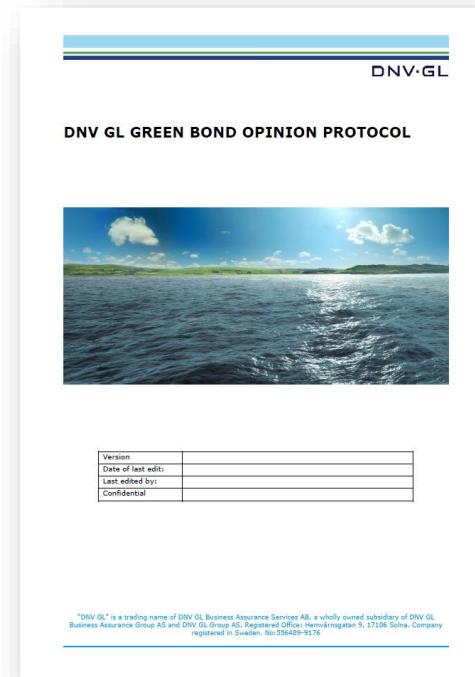 DNV·GL
DNV GL GREEN BOND OPINION PROTOCOL
Version
Date of last edit:
Last edited by:
Confidential
"DNV GL" is a trading name of DNV GL Business Assurance Services AB, a wholly owned subsidiary of DNV GL
Business Assurance Group AS and DNV GL Group AS. Registered Office: Hemvärnsgatan 9, 17106 Solna. Company
registered in Sweden. No:556489-9176